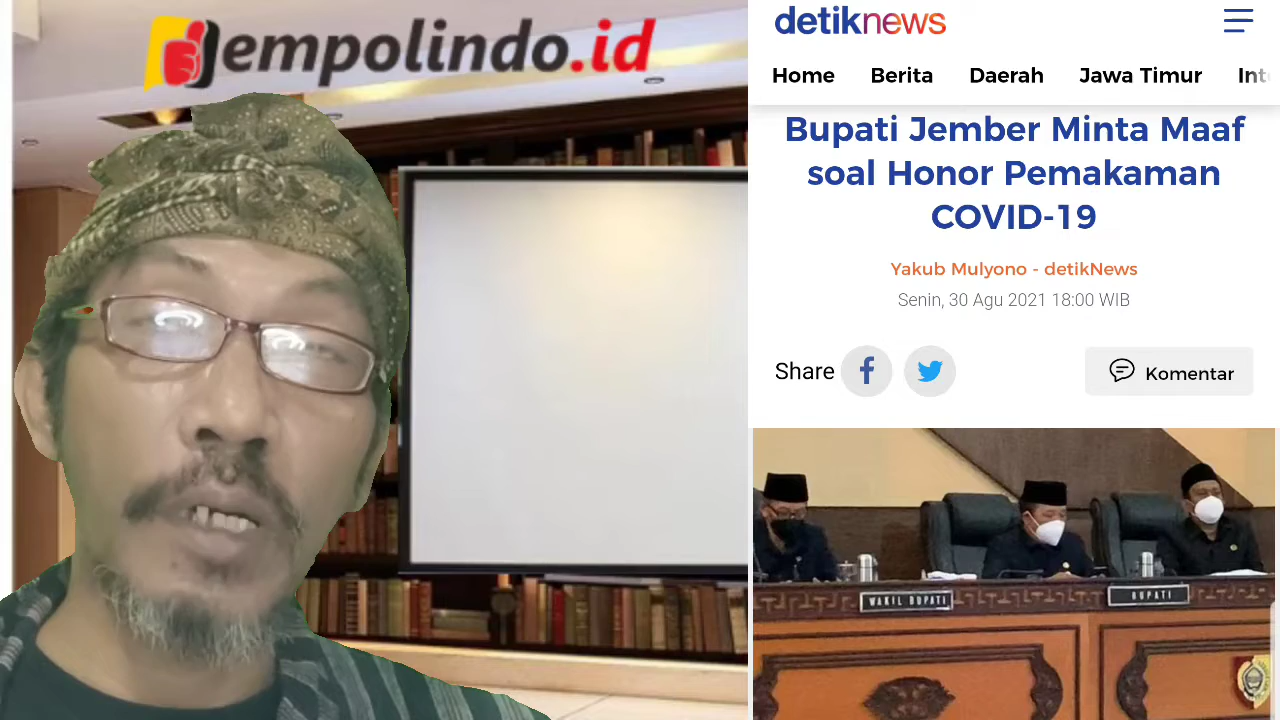 Jempolindo.id
detiknews
Home Berita Daerah Jawa Timur Int
Bupati Jember Minta Maaf
soal Honor Pemakaman
COVID-19
Yakub Mulyono - detikNews
Senin, 30 Agu 2021 18:00 WIB
Share
Komentar
WAKIL BUPATI
BUPATI